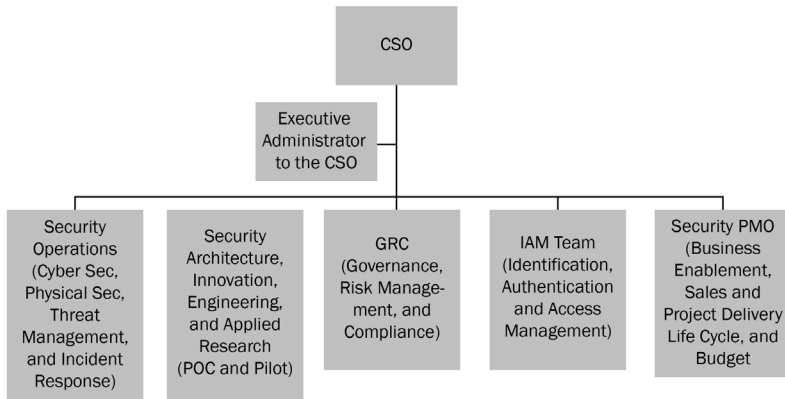 CSO
Executive
Administrator
to the CSO
Security
Operations
(Cyber Sec,
Physical Sec,
Threat
Management,
and Incident
Response)
Security
Architecture,
Innovation,
Engineering,
and Applied
Research
(POC and Pilot)
GRC
(Governance,
Risk Manage-
ment, and
Compliance)
IAM Team
(Identification,
Authentication
and Access
Management)
Security PMO
(Business
Enablement,
Sales and
Project Delivery
Life Cycle, and
Budget